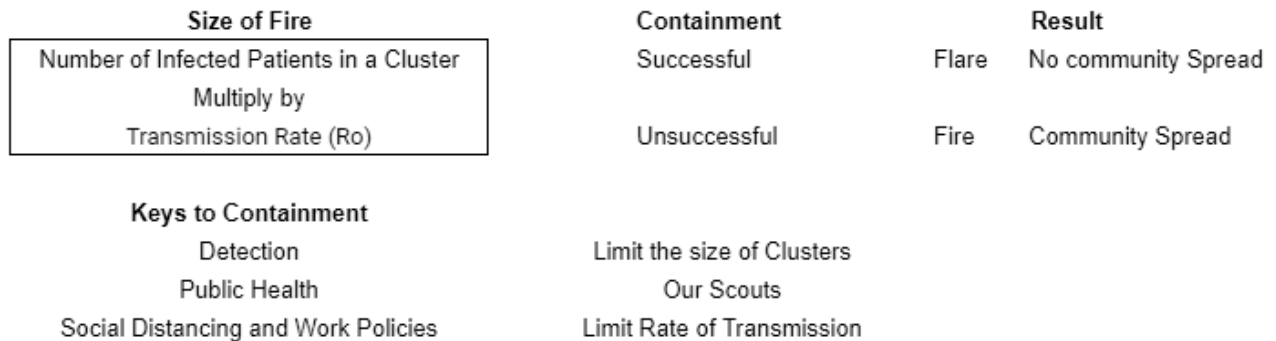 Size of Fire Containment Result
Number of Infected Patients in a Cluster Successful Flare No community Spread
Multiply by
Transmission Rate (Ro) Unsuccessful Fire Community Spread
Keys to Containment
Detection Limit the size of Clusters
Public Health Our Scouts
Social Distancing and Work Policies Limit Rate of Transmission